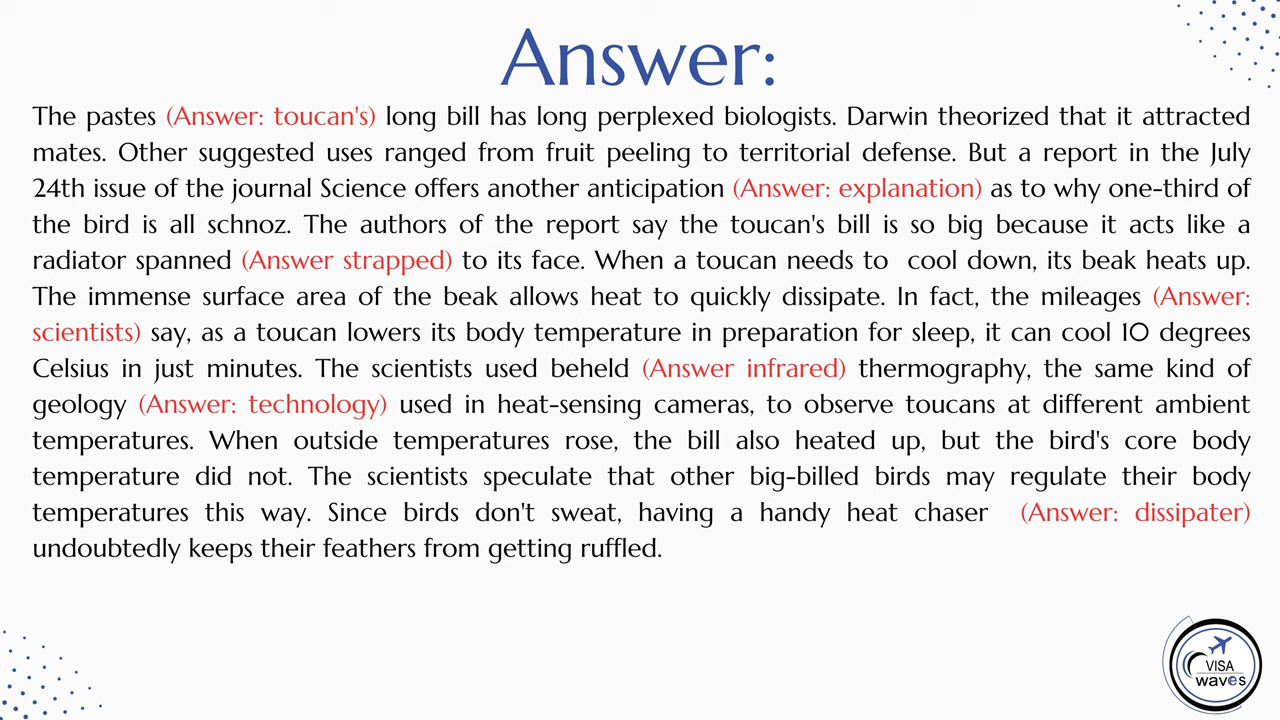 Answer:
The pastes (Answer: toucan's) long bill has long perplexed biologists. Darwin theorized that it attracted
mates. Other suggested uses ranged from fruit peeling to territorial defense. But a report in the July
24th issue of the journal Science offers another anticipation (Answer: explanation) as to why one-third of
the bird is all schnoz. The authors of the report say the toucan's bill is so big because it acts like a
radiator spanned (Answer strapped) to its face. When a toucan needs to cool down, its beak heats up.
The immense surface area of the beak allows heat to quickly dissipate. In fact, the mileages (Answer:
scientists) say, as a toucan lowers its body temperature in preparation for sleep, it can cool 10 degrees
Celsius in just minutes. The scientists used beheld (Answer infrared) thermography, the same kind of
geology (Answer: technology) used in heat-sensing cameras, to observe toucans at different ambient
temperatures. When outside temperatures rose, the bill also heated up, but the bird's core body
temperature did not. The scientists speculate that other big-billed birds may regulate their body
temperatures this way. Since birds don't sweat, having a handy heat chaser (Answer: dissipater)
undoubtedly keeps their feathers from getting ruffled.
VISA
waves